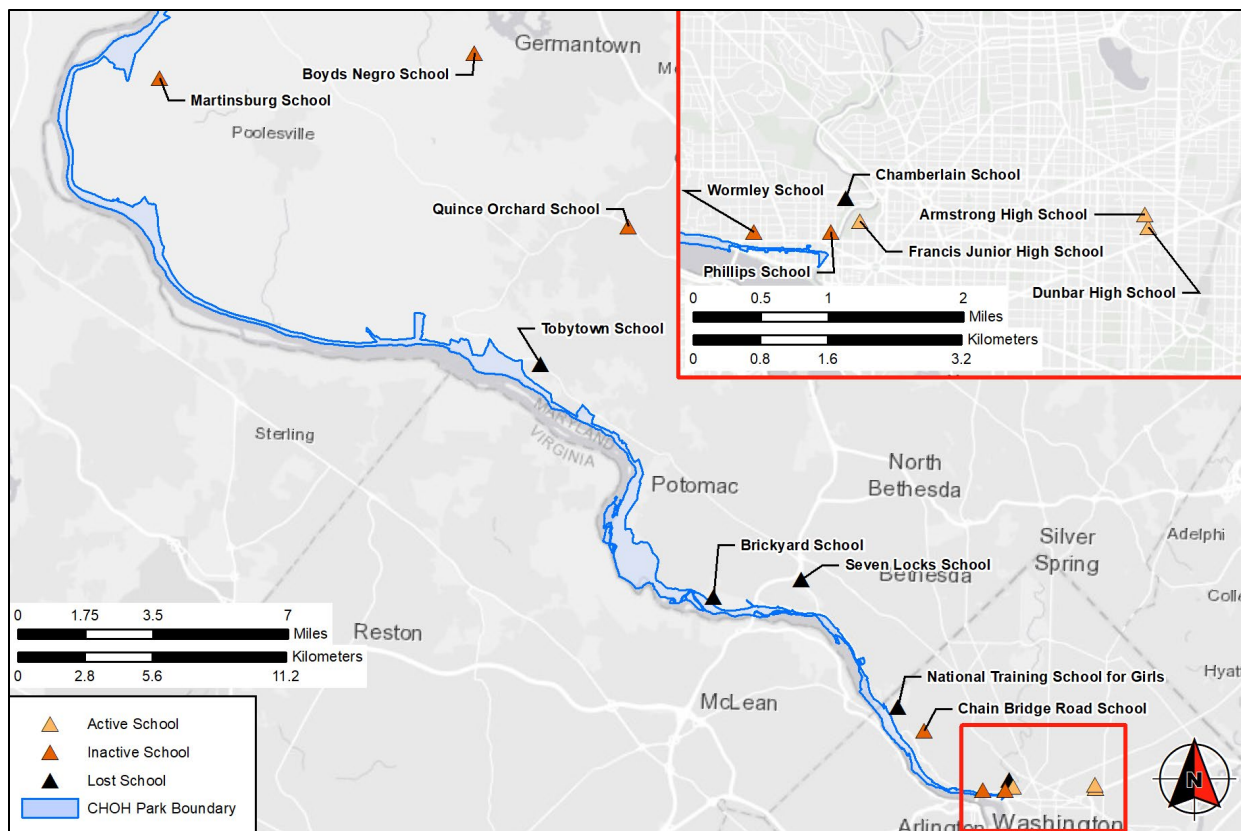 Germantown
Boyds Negro School
Martinsburg School
Poolesville
Quince Orchard School
Tobytown School
MARYLAND
VIRGINIA
Sterling
Potomac
North
Bethesda
Silver
Spring
Adelphi
Brickyard School
Seven Locks School
Bethesda
Reston
McLean
National Training School for Girls
Chain Bridge Road School
Arlington
Washington
Wormley School
Chamberlain School
Armstrong High School
Francis Junior High School
Phillips School
Dunbar High School
0 0.5 1 2
Miles
Kilometers
0 0.8 1.6 3.2
0 1.75 3.5 7
Miles
Kilometers
0 2.8 5.6 11.2
Active School
Inactive School
Lost School
CHOH Park Boundary
N